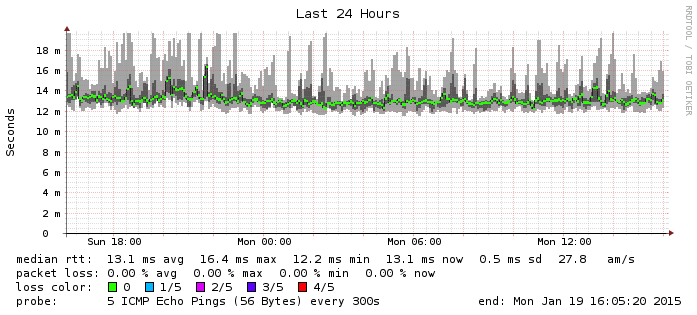 Last 24 Hours
RRDTOOL / TOBI OETIKER
Seconds
18 m
16 m
14 m
12 m
10 m
8 m
6 m
4 m
2 m
0
Sun 18:00 Mon 00:00 Mon 06:00 Mon 12:00
median rtt: 13.1 ms avg 16.4 ms max 12.2 ms min 13.1 ms now 0.5 ms sd 27.8 am/s
packet loss: 0.00 % avg 0.00 % max 0.00 % min 0.00 % now
loss color: 0 1/5 2/5 3/5 4/5
probe: 5 ICMP Echo Pings (56 Bytes) every 300s end: Mon Jan 19 16:05:20 2015